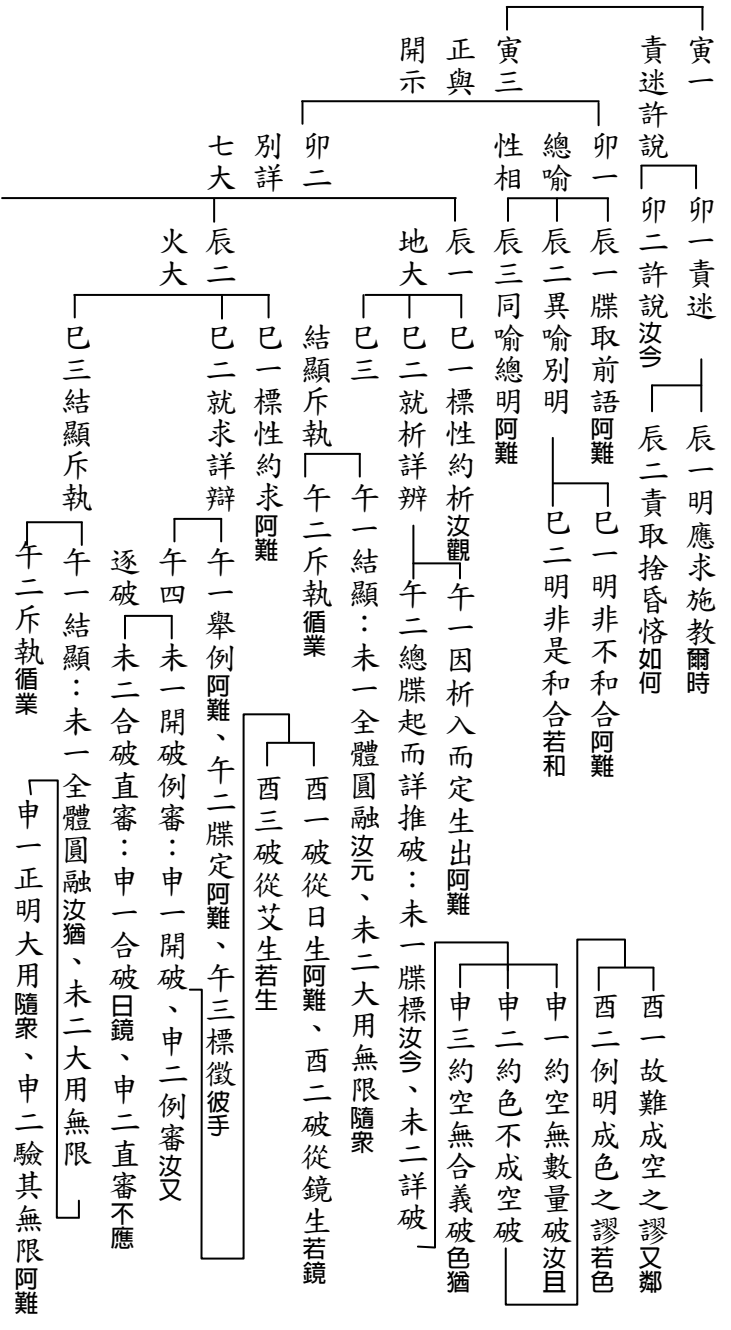 寅一
責迷許說
卯一責迷
辰一明應求施教爾時
辰二責取捨昏悋如何
卯二許說汝今
寅三
正與
開示
卯一
總喻
性相
辰一牒取前語阿難
辰二異喻別明
巳一明非不和合阿難
巳二明非是和合若和
辰三同喻總明阿難
卯二
別詳
七大
辰一
地大
巳一標性約析汝觀
巳二就析詳辨
午一因析入而定生出阿難
午二總牒起而詳推破：未一牒標汝今、未二詳破
申一約空無數量破汝且
申二約色不成空破
酉一故難成空之謬又鄰
酉二例明成色之謬若色
申三約空無合義破色猶
巳三
結顯斥執
午一結顯：未一全體圓融汝元、未二大用無限隨眾
午二斥執循業
辰二
火大
巳一標性約求阿難
巳二就求詳辯
午一舉例阿難、午二牒定阿難、午三標徵彼手
午四
逐破
未一開破例審：申一開破、申二例審汝又
酉一破從日生阿難、酉二破從鏡生若鏡
酉三破從艾生若生
未二合破直審：申一合破日鏡、申二直審不應
巳三結顯斥執
午一結顯：未一全體圓融汝猶、未二大用無限
申一正明大用隨眾、申二驗其無限阿難
午二斥執循業